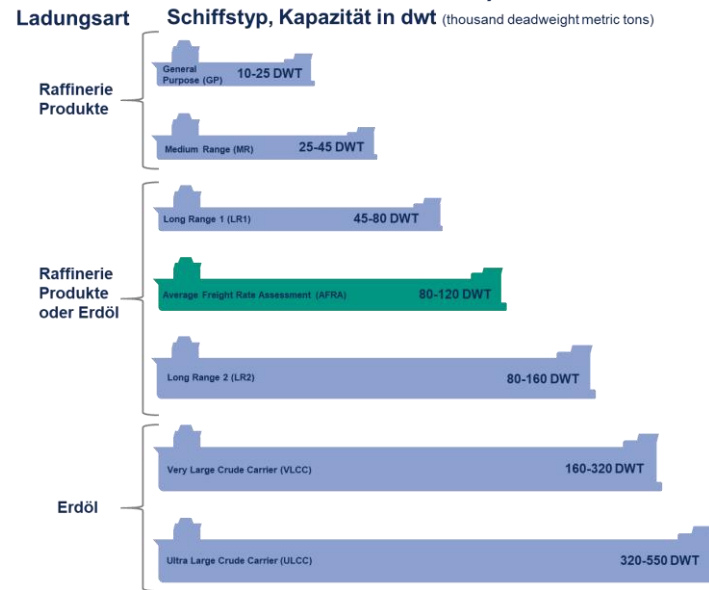 Ladungsart
Schiffstyp, Kapazität in dwt (thousand deadweight metric tons)
Raffinerie
Produkte
General
Purpose (GP)
10-25 DWT
Medium Range (MR)
25-45 DWT
Raffinerie
Produkte
oder Erdöl
Long Range 1 (LR1)
45-80 DWT
Average Freight Rate Assessment (AFRA)
80-120 DWT
Long Range 2 (LR2)
80-160 DWT
Erdöl
Very Large Crude Carrier (VLCC)
160-320 DWT
Ultra Large Crude Carrier (ULCC)
320-550 DWT